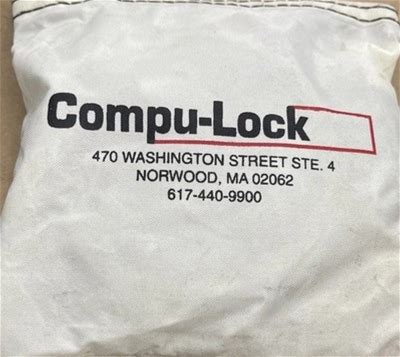 Compu-Lock
470 WASHINGTON STREET STE. 4
NORWOOD, MA 02062
617-440-9900